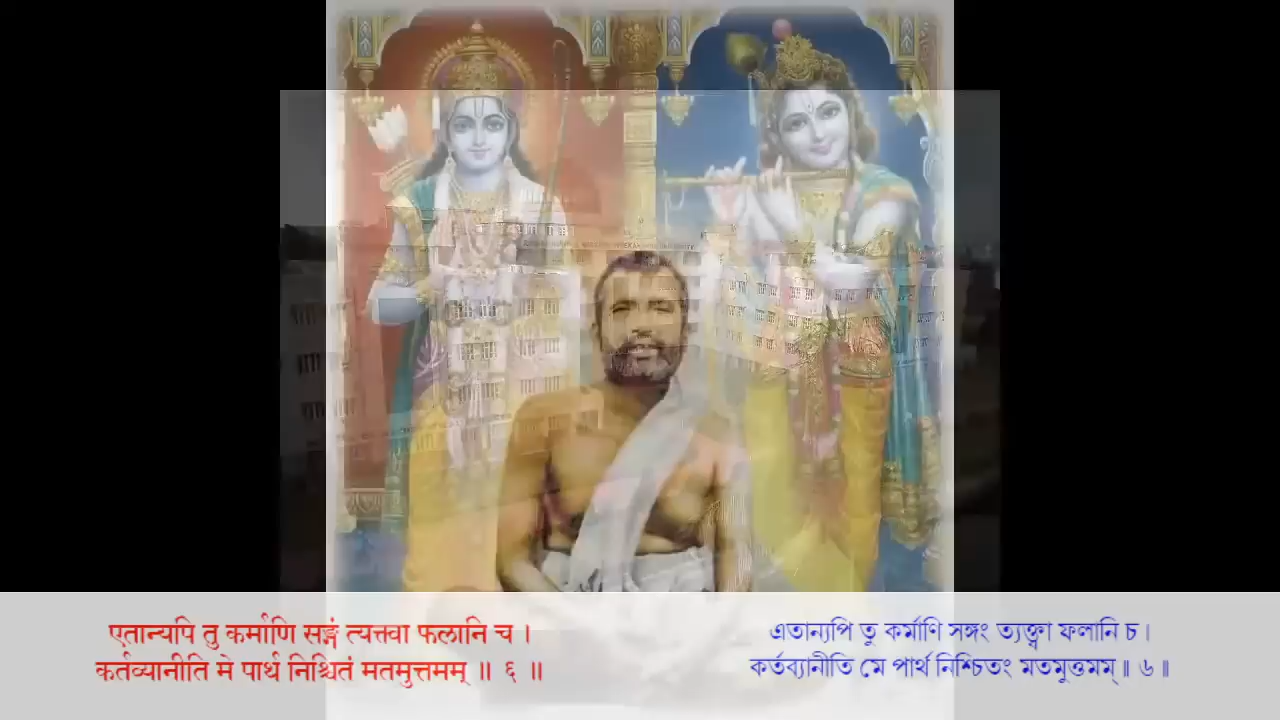 एतान्यपि तु कर्माणि सङ्गं त्यक्त्वा फलानि च ।
कर्तव्यानीति मे पार्थ निश्चितं मतमुत्तमम् ॥ ६ ॥
এতান্যপি তু কর্মাণি সঙ্গং ত্যক্ত্বা ফলানি চ।
কর্তব্যানীতি মে পার্থ নিশ্চিতং মতমুত্তমম্॥ ৬॥